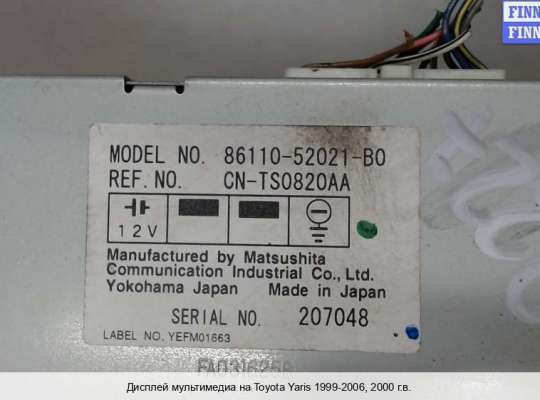 FINN
FINN
MODEL NO. 86110-52021-B0
REF. NO. CN-TS0820AA
12V
Manufactured by Matsushita
Communication Industrial Co., Ltd.
Yokohama Japan Made in Japan
SERIAL NO. 207048
LABEL NO. YEFM01663
Дисплей мультимедиа на Toyota Yaris 1999-2006, 2000 г.в.